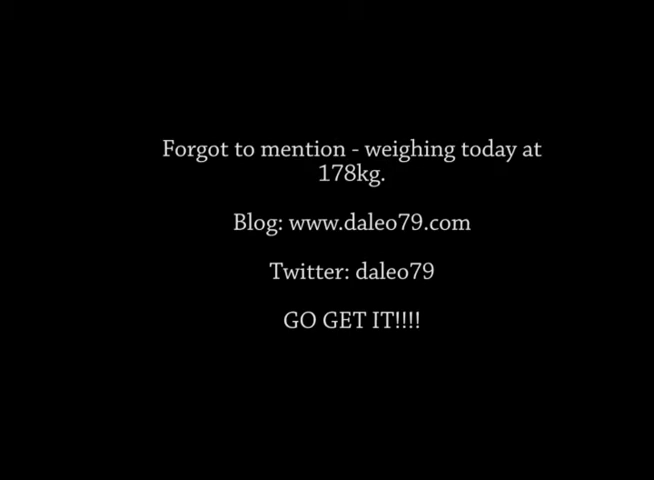 Forgot to mention - weighing today at
178kg.
Blog: www.daleo79.com
Twitter: daleo79
GO GET IT!!!!